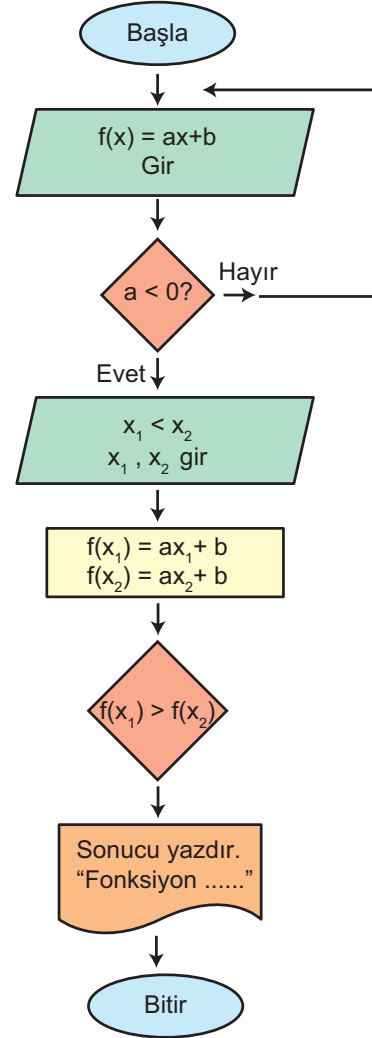 Başla
f(x) = ax+b
Gir
a < 0?
Hayır
Evet
x₁ < x₂
x₁ , x₂ gir
f(x₁) = ax₁+ b
f(x₂) = ax₂+ b
f(x₁) > f(x₂)
Sonucu yazdır.
“Fonksiyon ......”
Bitir